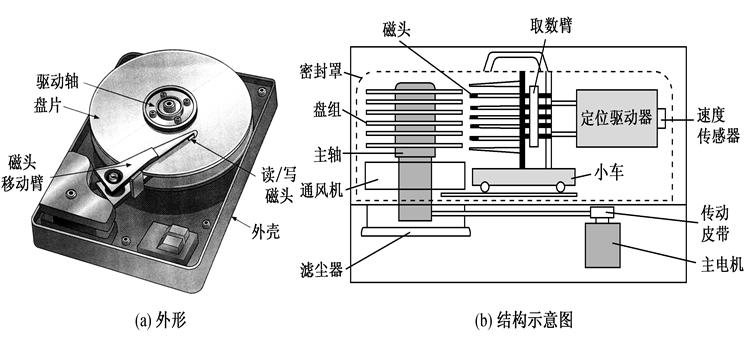 驱动轴
盘片
磁头
移动臂
读/写
磁头
外壳
(a) 外形
磁头
取数臂
密封罩
盘组
定位驱动器
速度
传感器
主轴
小车
通风机
传动
皮带
滤尘器
主电机
(b) 结构示意图